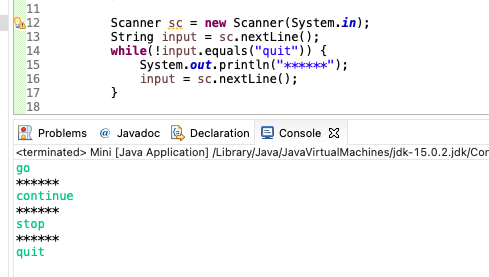 11
12 Scanner sc = new Scanner(System.in);
13 String input = sc.nextLine();
14 while(!input.equals("quit")) {
15 System.out.println("******");
16 input = sc.nextLine();
17 }
18
Problems @ Javadoc Declaration Console
<terminated> Mini [Java Application] /Library/Java/JavaVirtualMachines/jdk-15.0.2.jdk/Con
go
******
continue
******
stop
******
quit